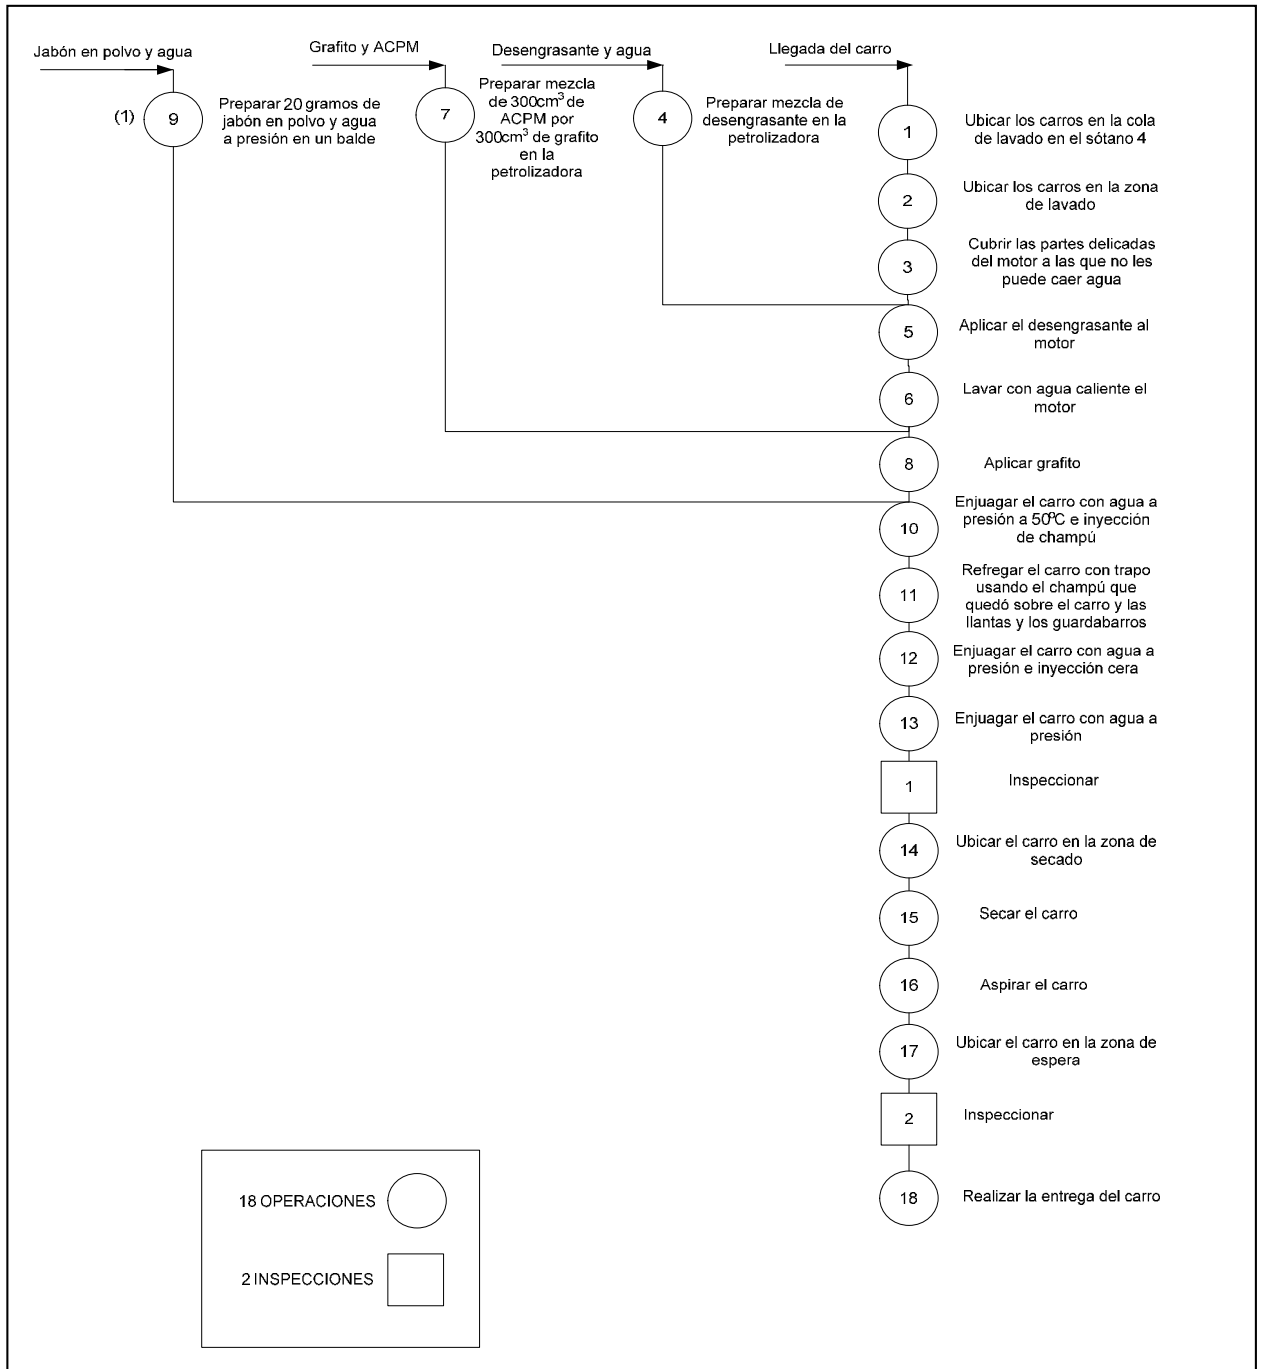 Jabón en polvo y agua
(1)
9
Preparar 20 gramos de
jabón en polvo y agua
a presión en un balde
Grafito y ACPM
7
Preparar mezcla
de 300cm³ de
ACPM por
300cm³ de grafito
en la
petrolizadora
Desengrasante y agua
4
Preparar mezcla de
desengrasante en la
petrolizadora
Llegada del carro
1
Ubicar los carros en la cola
de lavado en el sótano 4
2
Ubicar los carros en la zona
de lavado
3
Cubrir las partes delicadas
del motor a las que no les
puede caer agua
5
Aplicar el desengrasante al
motor
6
Lavar con agua caliente el
motor
8
Aplicar grafito
10
Enjuagar el carro con agua a
presión a 50ºC e inyección
de champú
11
Refregar el carro con trapo
usando el champú que
quedó sobre el carro y las
llantas y los guardabarros
12
Enjuagar el carro con agua a
presión e inyección cera
13
Enjuagar el carro con agua a
presión
1
Inspeccionar
14
Ubicar el carro en la zona de
secado
15
Secar el carro
16
Aspirar el carro
17
Ubicar el carro en la zona de
espera
2
Inspeccionar
18
Realizar la entrega del carro
18 OPERACIONES
2 INSPECCIONES